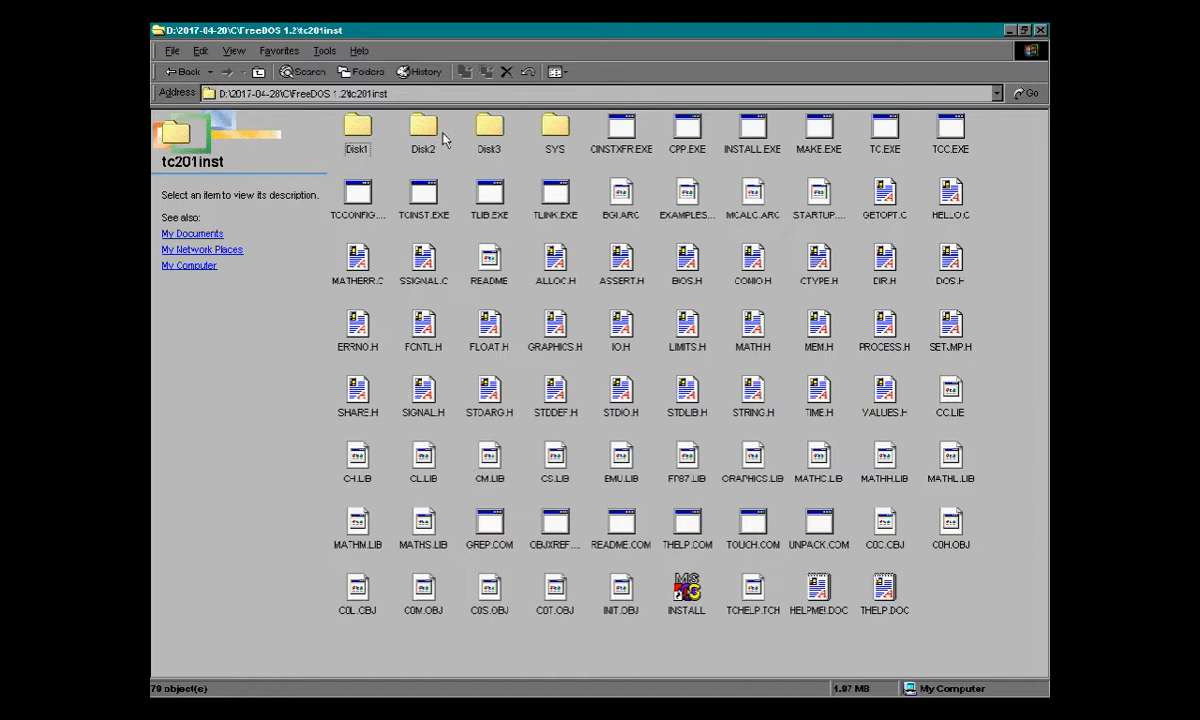 D:\2017-04-20\C\FreeDOS 1.2\tc201inst
File Edit View Favorites Tools Help
Back Search Folders History
Address D:\2017-04-28\C\FreeDOS 1.2\tc201inst Go
tc201inst
Select an item to view its description.
See also:
My Documents
My Network Places
My Computer
Disk1 Disk2 Disk3 SYS CINSTXFR.EXE CPP.EXE INSTALL.EXE MAKE.EXE TC.EXE TCC.EXE
TCCONFIG.... TCINST.EXE TLIB.EXE TLINK.EXE BGI.ARC EXAMPLES... MCALC.ARC STARTUP.... GETOPT.C HELLO.C
MATHERR.C SSIGNAL.C README ALLOC.H ASSERT.H BIOS.H CONIO.H CTYPE.H DIR.H DOS.H
ERRNO.H FCNTL.H FLOAT.H GRAPHICS.H IO.H LIMITS.H MATH.H MEM.H PROCESS.H SETJMP.H
SHARE.H SIGNAL.H STDARG.H STDDEF.H STDIO.H STDLIB.H STRING.H TIME.H VALUES.H CC.LIB
CH.LIB CL.LIB CM.LIB CS.LIB EMU.LIB FP87.LIB GRAPHICS.LIB MATHC.LIB MATHH.LIB MATHL.LIB
MATHM.LIB MATHS.LIB GREP.COM OBJXREF.... README.COM THELP.COM TOUCH.COM UNPACK.COM C0C.OBJ C0H.OBJ
C0L.OBJ C0M.OBJ C0S.OBJ C0T.OBJ INIT.OBJ INSTALL TCHELP.TCH HELPME!.DOC THELP.DOC
79 object(s) 1.97 MB My Computer